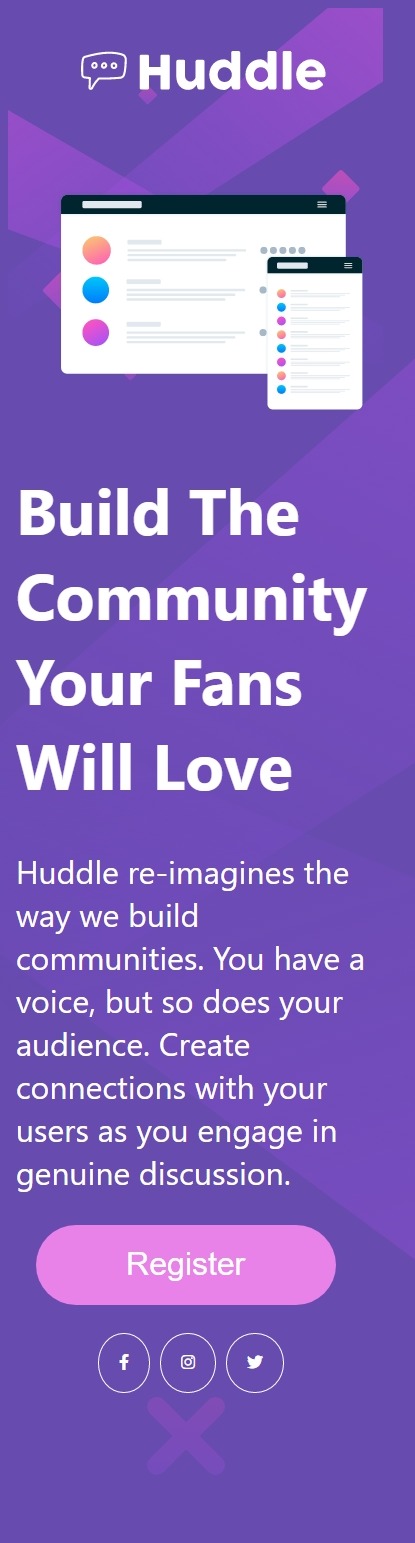 Huddle
Build The
Community
Your Fans
Will Love
Huddle re-imagines the
way we build
communities. You have a
voice, but so does your
audience. Create
connections with your
users as you engage in
genuine discussion.
Register